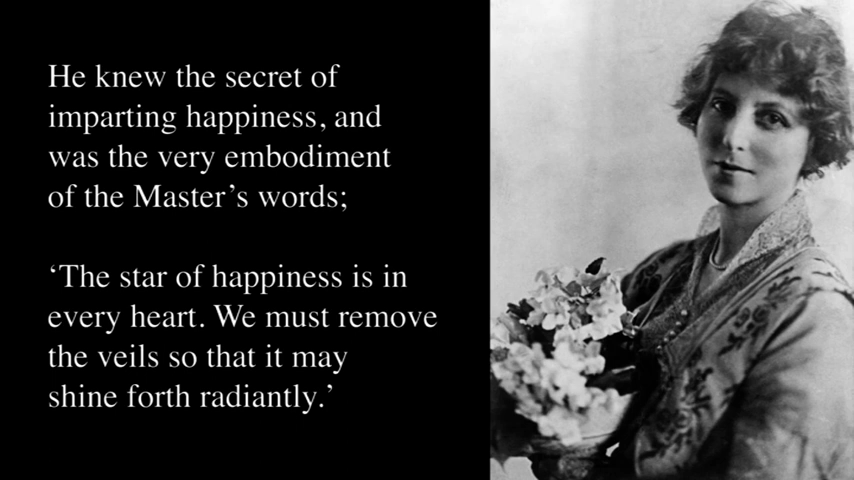 He knew the secret of
imparting happiness, and
was the very embodiment
of the Master’s words;
‘The star of happiness is in
every heart. We must remove
the veils so that it may
shine forth radiantly.’